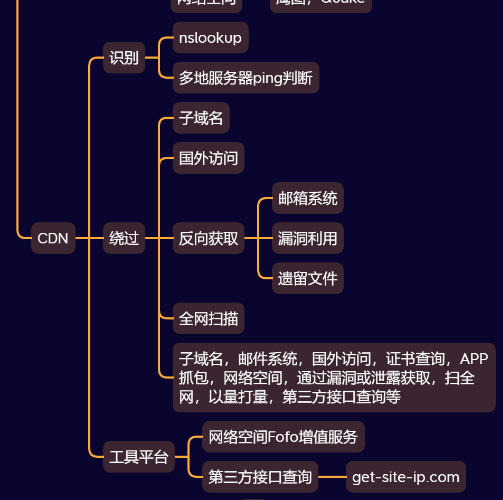 网络空间
鹰图，Quake
nslookup
识别
多地服务器ping判断
子域名
国外访问
邮箱系统
CDN
绕过
反向获取
漏洞利用
遗留文件
全网扫描
子域名，邮件系统，国外访问，证书查询，APP
抓包，网络空间，通过漏洞或泄露获取，扫全
网，以量打量，第三方接口查询等
网络空间Fofo增值服务
工具平台
第三方接口查询
get-site-ip.com